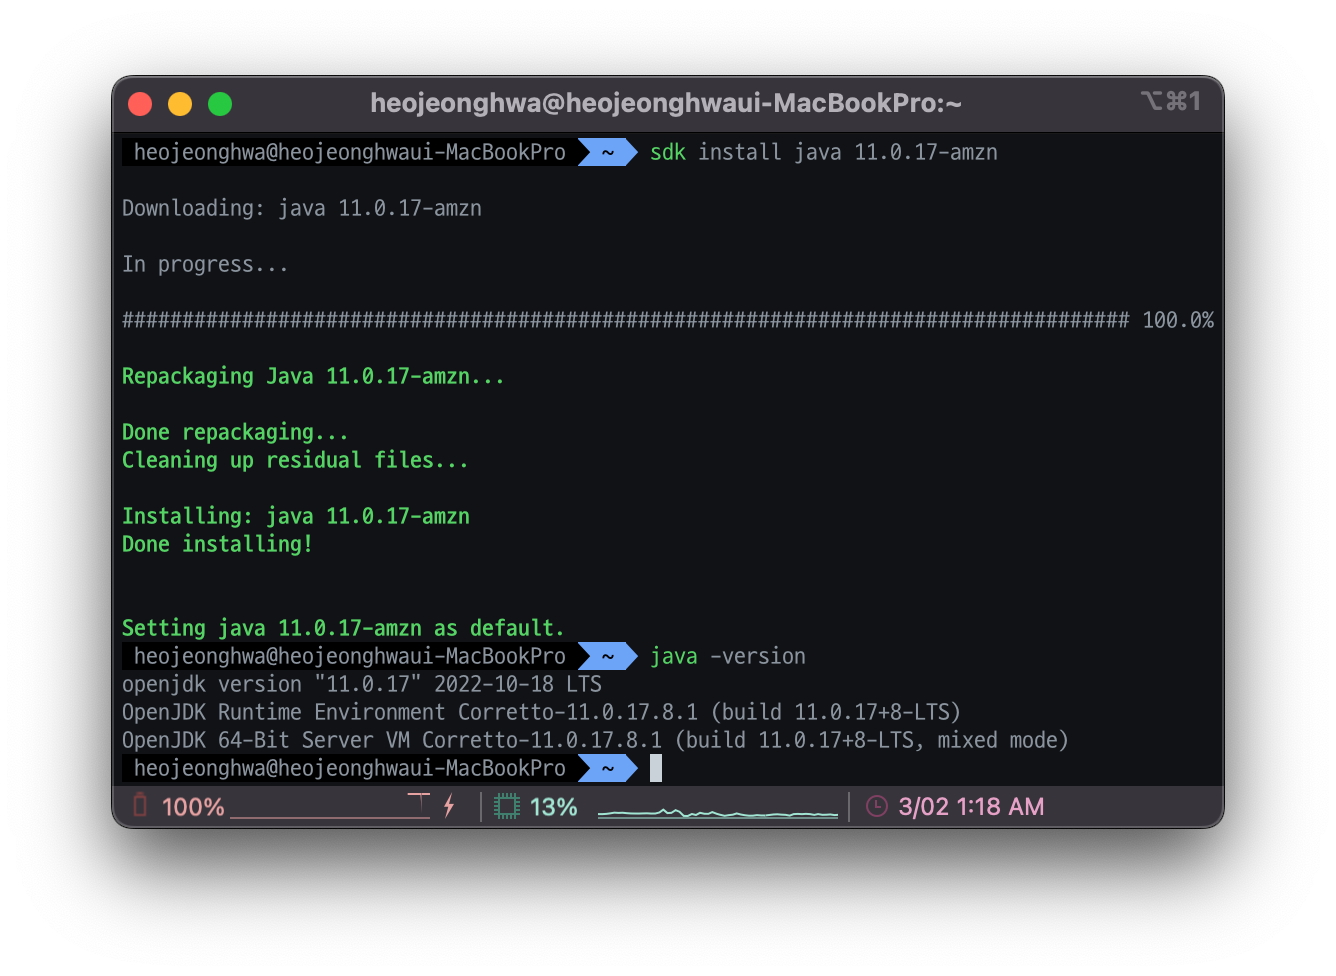 heojeonghwa@heojeonghwaui-MacBookPro:~ ⌥⌘1
heojeonghwa@heojeonghwaui-MacBookPro ~ sdk install java 11.0.17-amzn
Downloading: java 11.0.17-amzn
In progress...
#################################################################################### 100.0%
Repackaging Java 11.0.17-amzn...
Done repackaging...
Cleaning up residual files...
Installing: java 11.0.17-amzn
Done installing!
Setting java 11.0.17-amzn as default.
heojeonghwa@heojeonghwaui-MacBookPro ~ java -version
openjdk version "11.0.17" 2022-10-18 LTS
OpenJDK Runtime Environment Corretto-11.0.17.8.1 (build 11.0.17+8-LTS)
OpenJDK 64-Bit Server VM Corretto-11.0.17.8.1 (build 11.0.17+8-LTS, mixed mode)
heojeonghwa@heojeonghwaui-MacBookPro ~
100% 13% 3/02 1:18 AM